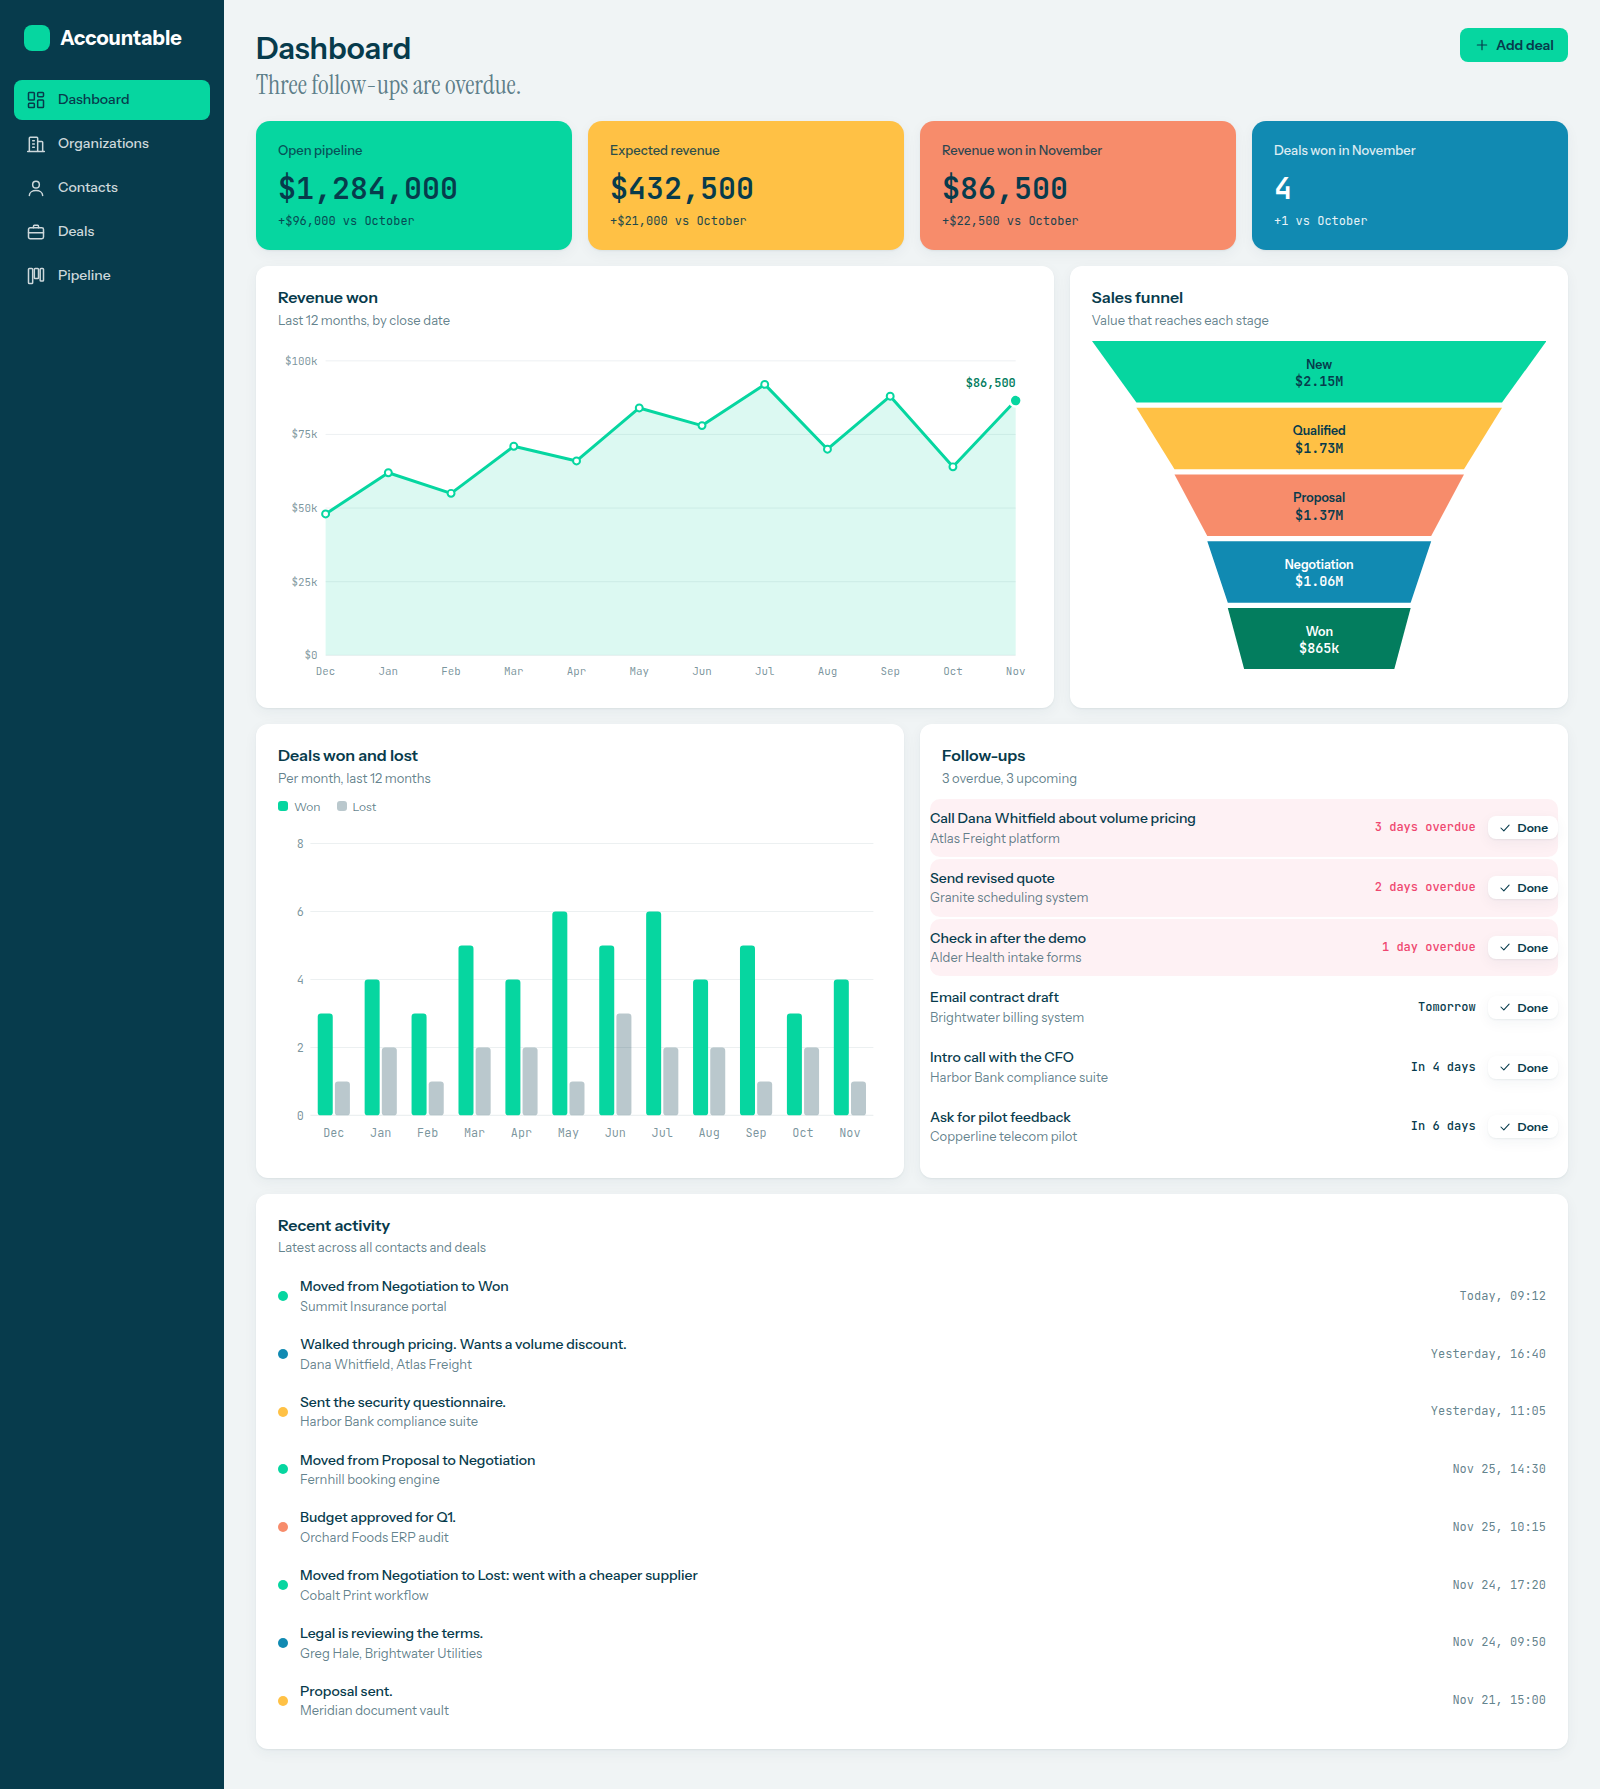 Accountable
Dashboard
Organizations
Contacts
Deals
Pipeline
Dashboard
Three follow-ups are overdue.
Add deal
Open pipeline
$1,284,000
+$96,000 vs October
Expected revenue
$432,500
+$21,000 vs October
Revenue won in November
$86,500
+$22,500 vs October
Deals won in November
4
+1 vs October
Revenue won
Last 12 months, by close date
$100k
$75k
$50k
$25k
$0
$86,500
Dec Jan Feb Mar Apr May Jun Jul Aug Sep Oct Nov
Sales funnel
Value that reaches each stage
New
$2.15M
Qualified
$1.73M
Proposal
$1.37M
Negotiation
$1.06M
Won
$865k
Deals won and lost
Per month, last 12 months
Won Lost
8
6
4
2
0
Dec Jan Feb Mar Apr May Jun Jul Aug Sep Oct Nov
Follow-ups
3 overdue, 3 upcoming
Call Dana Whitfield about volume pricing
Atlas Freight platform
3 days overdue Done
Send revised quote
Granite scheduling system
2 days overdue Done
Check in after the demo
Alder Health intake forms
1 day overdue Done
Email contract draft
Brightwater billing system
Tomorrow Done
Intro call with the CFO
Harbor Bank compliance suite
In 4 days Done
Ask for pilot feedback
Copperline telecom pilot
In 6 days Done
Recent activity
Latest across all contacts and deals
Moved from Negotiation to Won
Summit Insurance portal
Today, 09:12
Walked through pricing. Wants a volume discount.
Dana Whitfield, Atlas Freight
Yesterday, 16:40
Sent the security questionnaire.
Harbor Bank compliance suite
Yesterday, 11:05
Moved from Proposal to Negotiation
Fernhill booking engine
Nov 25, 14:30
Budget approved for Q1.
Orchard Foods ERP audit
Nov 25, 10:15
Moved from Negotiation to Lost: went with a cheaper supplier
Cobalt Print workflow
Nov 24, 17:20
Legal is reviewing the terms.
Greg Hale, Brightwater Utilities
Nov 24, 09:50
Proposal sent.
Meridian document vault
Nov 21, 15:00